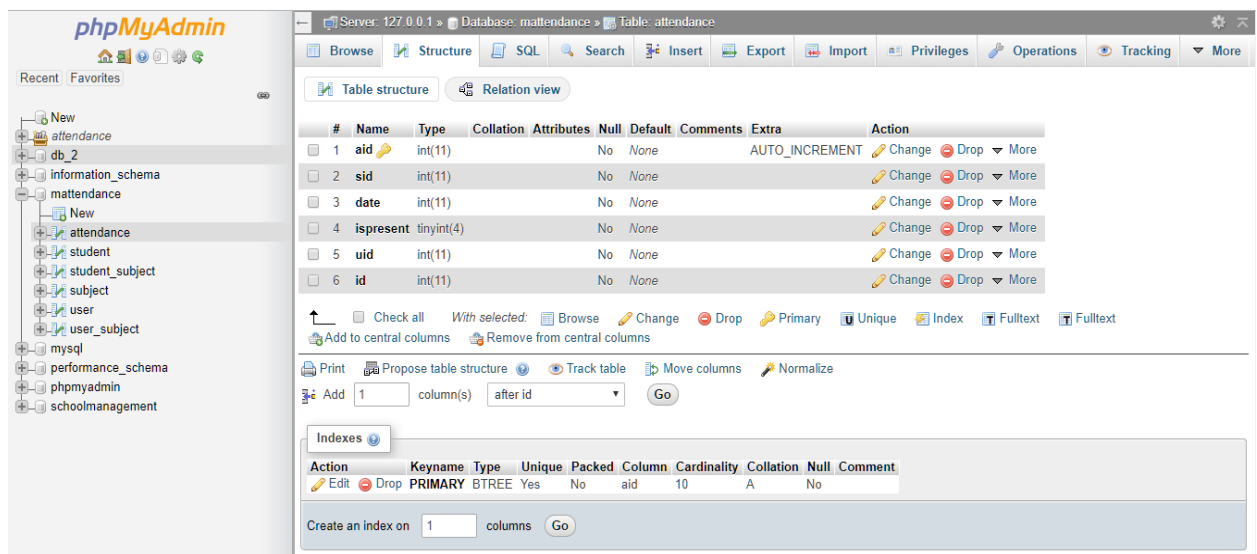 phpMyAdmin
Recent Favorites
New
attendance
db_2
information_schema
mattendance
New
attendance
student
student_subject
subject
user
user_subject
mysql
performance_schema
phpmyadmin
schoolmanagement
Server: 127.0.0.1 » Database: mattendance » Table: attendance
Browse Structure SQL Search Insert Export Import Privileges Operations Tracking More
Table structure Relation view
# Name Type Collation Attributes Null Default Comments Extra Action
1 aid int(11) No None AUTO_INCREMENT Change Drop More
2 sid int(11) No None Change Drop More
3 date int(11) No None Change Drop More
4 ispresent tinyint(4) No None Change Drop More
5 uid int(11) No None Change Drop More
6 id int(11) No None Change Drop More
Check all With selected: Browse Change Drop Primary Unique Index Fulltext Fulltext
Add to central columns Remove from central columns
Print Propose table structure Track table Move columns Normalize
Add 1 column(s) after id Go
Indexes
Action Keyname Type Unique Packed Column Cardinality Collation Null Comment
Edit Drop PRIMARY BTREE Yes No aid 10 A No
Create an index on 1 columns Go